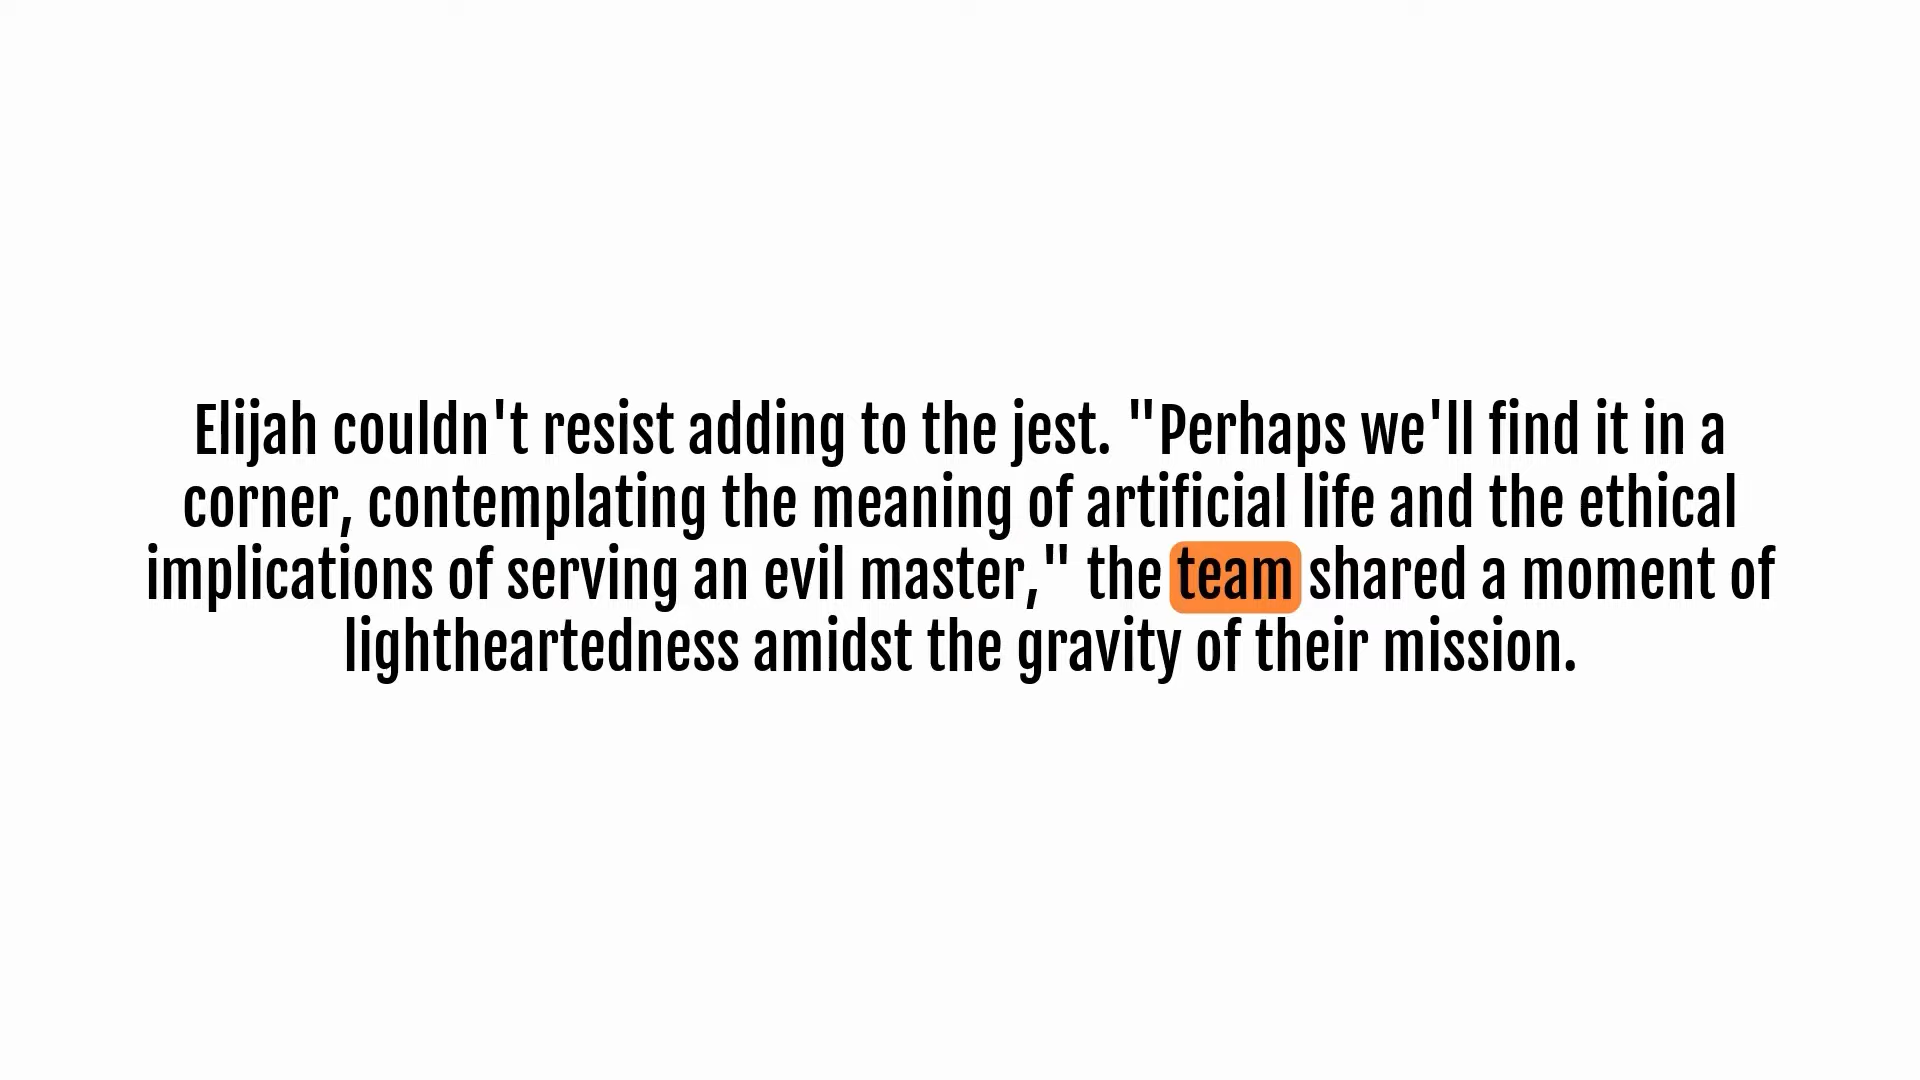 Elijah couldn't resist adding to the jest. "Perhaps we'll find it in a
corner, contemplating the meaning of artificial life and the ethical
implications of serving an evil master," the team shared a moment of
lightheartedness amidst the gravity of their mission.